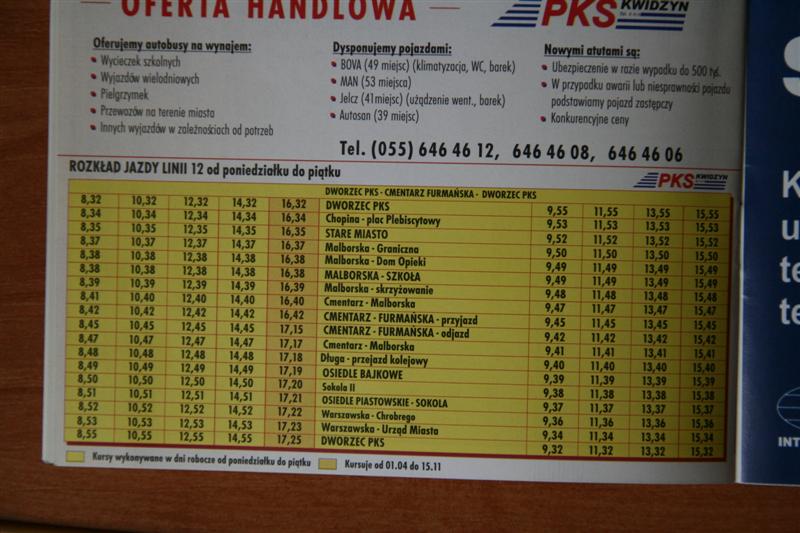 OFERTA HANDLOWA
PKS KWIDZYN
Oferujemy autobusy na wynajem:
• Wycieczek szkolnych
• Wyjazdów wielodniowych
• Pielgrzymek
• Przewozów na terenie miasta
• Innych wyjazdów w zależnościach od potrzeb
Dysponujemy pojazdami:
• BOVA (49 miejsc) (klimatyzacja, WC, barek)
• MAN (53 miejsca)
• Jelcz (41miejsc) (uządzenie went., barek)
• Autosan (39 miejsc)
Nowymi atutami są:
• Ubezpieczenie w razie wypadku do 500 tyś.
• W przypadku awarii lub niesprawności pojazdu
podstawiamy pojazd zastępczy
• Konkurencyjne ceny
Tel. (055) 646 46 12, 646 46 08, 646 46 06
ROZKŁAD JAZDY LINII 12 od poniedziałku do piątku
PKS KWIDZYN
DWORZEC PKS - CMENTARZ FURMAŃSKA - DWORZEC PKS
8,32 10,32 12,32 14,32 16,32 DWORZEC PKS 9,55 11,55 13,55 15,55
8,34 10,34 12,34 14,34 16,34 Chopina - plac Plebiscytowy 9,53 11,53 13,53 15,53
8,35 10,35 12,35 14,35 16,35 STARE MIASTO 9,52 11,52 13,52 15,52
8,37 10,37 12,37 14,37 16,37 Malborska - Graniczna 9,50 11,50 13,50 15,50
8,38 10,38 12,38 14,38 16,38 Malborska - Dom Opieki 9,49 11,49 13,49 15,49
8,38 10,38 12,38 14,38 16,38 MALBORSKA - SZKOŁA 9,49 11,49 13,49 15,49
8,39 10,39 12,39 14,39 16,39 Malborska - skrzyżowanie 9,48 11,48 13,48 15,48
8,41 10,40 12,40 14,40 16,40 Cmentarz - Malborska 9,47 11,47 13,47 15,47
8,42 10,42 12,42 14,42 16,42 CMENTARZ - FURMAŃSKA - przyjazd 9,45 11,45 13,45 15,45
8,45 10,45 12,45 14,45 17,15 CMENTARZ - FURMAŃSKA - odjazd 9,42 11,42 13,42 15,42
8,47 10,47 12,47 14,47 17,17 Cmentarz - Malborska 9,41 11,41 13,41 15,41
8,48 10,48 12,48 14,48 17,18 Długa - przejazd kolejowy 9,40 11,40 13,40 15,40
8,49 10,49 12,49 14,49 17,19 OSIEDLE BAJKOWE 9,39 11,39 13,39 15,39
8,50 10,50 12,50 14,50 17,20 Sokola II 9,38 11,38 13,38 15,38
8,51 10,51 12,51 14,51 17,21 OSIEDLE PIASTOWSKIE - SOKOLA 9,37 11,37 13,37 15,37
8,52 10,52 12,52 14,52 17,22 Warszawska - Chrobrego 9,36 11,36 13,36 15,36
8,53 10,53 12,53 14,53 17,23 Warszawska - Urząd Miasta 9,34 11,34 13,34 15,34
8,55 10,55 12,55 14,55 17,25 DWORZEC PKS 9,32 11,32 13,32 15,32
Kursy wykonywane w dni robocze od poniedziałku do piątku Kursuje od 01.04 do 15.11